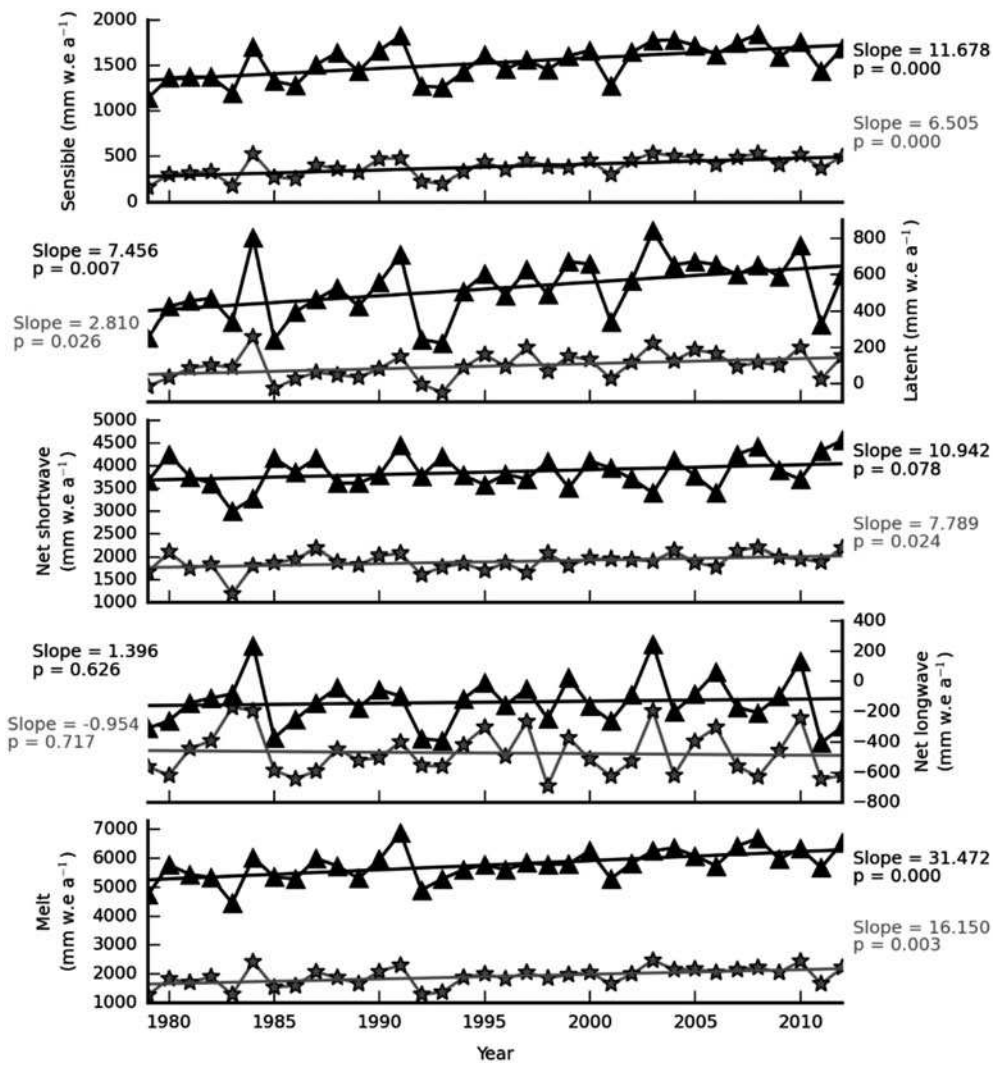 2000
1500
1000
500
0
Sensible (mm w.e a⁻¹)
Slope = 11.678
p = 0.000
Slope = 6.505
p = 0.000
Slope = 7.456
p = 0.007
Slope = 2.810
p = 0.026
800
600
400
200
0
Latent (mm w.e a⁻¹)
5000
4500
4000
3500
3000
2500
2000
1500
1000
Net shortwave
(mm w.e a⁻¹)
Slope = 10.942
p = 0.078
Slope = 7.789
p = 0.024
Slope = 1.396
p = 0.626
Slope = -0.954
p = 0.717
400
200
0
−200
−400
−600
−800
Net longwave
(mm w.e a⁻¹)
7000
6000
5000
4000
3000
2000
1000
Melt
(mm w.e a⁻¹)
Slope = 31.472
p = 0.000
Slope = 16.150
p = 0.003
1980 1985 1990 1995 2000 2005 2010
Year